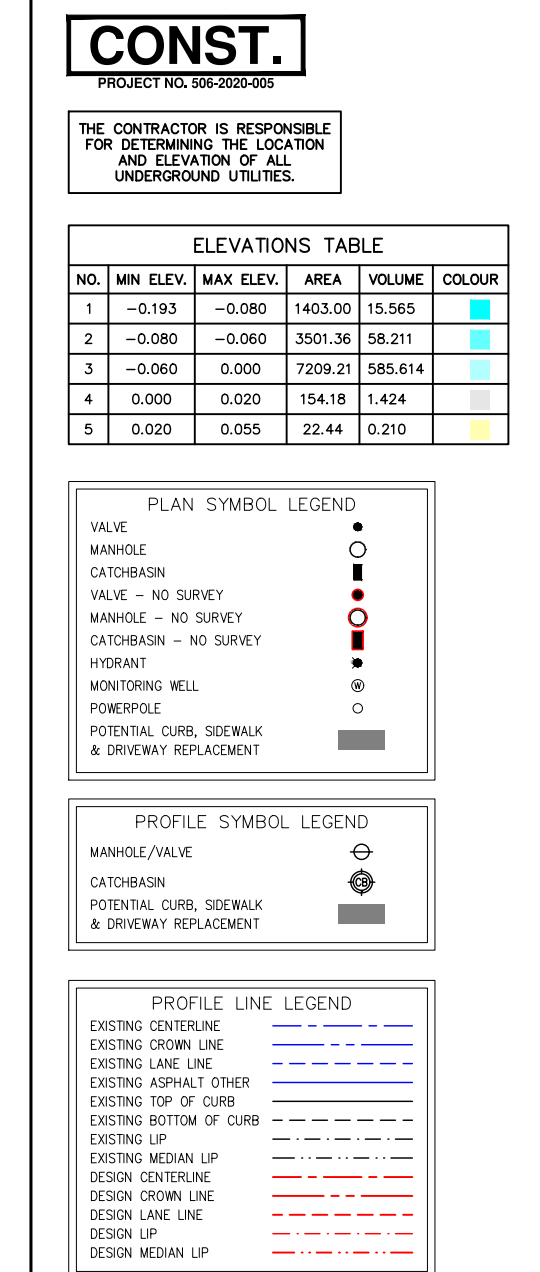 CONST.
PROJECT NO. 506-2020-005
THE CONTRACTOR IS RESPONSIBLE
FOR DETERMINING THE LOCATION
AND ELEVATION OF ALL
UNDERGROUND UTILITIES.
ELEVATIONS TABLE
NO. MIN ELEV. MAX ELEV. AREA VOLUME COLOUR
1 -0.193 -0.080 1403.00 15.565
2 -0.080 -0.060 3501.36 58.211
3 -0.060 0.000 7209.21 585.614
4 0.000 0.020 154.18 1.424
5 0.020 0.055 22.44 0.210
PLAN SYMBOL LEGEND
VALVE
MANHOLE
CATCHBASIN
VALVE – NO SURVEY
MANHOLE – NO SURVEY
CATCHBASIN – NO SURVEY
HYDRANT
MONITORING WELL W
POWERPOLE
POTENTIAL CURB, SIDEWALK
& DRIVEWAY REPLACEMENT
PROFILE SYMBOL LEGEND
MANHOLE/VALVE
CATCHBASIN CB
POTENTIAL CURB, SIDEWALK
& DRIVEWAY REPLACEMENT
PROFILE LINE LEGEND
EXISTING CENTERLINE
EXISTING CROWN LINE
EXISTING LANE LINE
EXISTING ASPHALT OTHER
EXISTING TOP OF CURB
EXISTING BOTTOM OF CURB
EXISTING LIP
EXISTING MEDIAN LIP
DESIGN CENTERLINE
DESIGN CROWN LINE
DESIGN LANE LINE
DESIGN LIP
DESIGN MEDIAN LIP